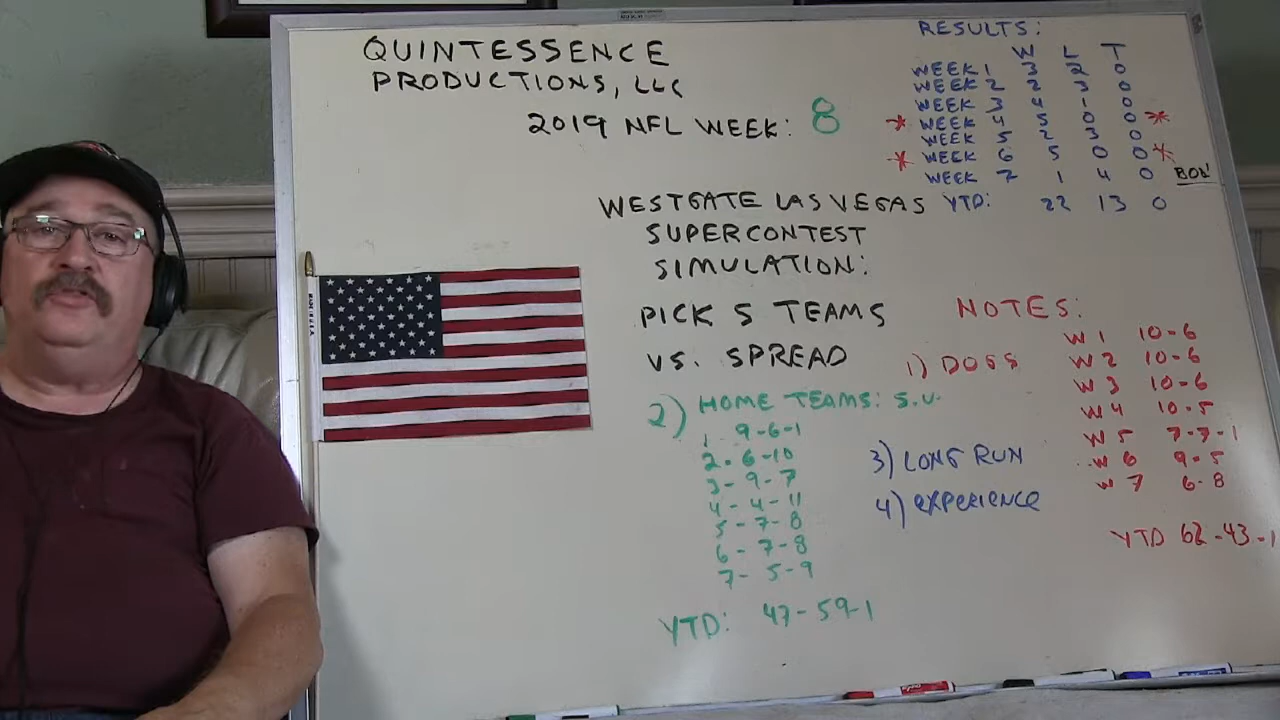 QUINTESSENCE
PRODUCTIONS, LLC
2019 NFL WEEK: 8
RESULTS:
W L T
WEEK 1 3 2 0
WEEK 2 2 3 0
WEEK 3 4 1 0
* WEEK 4 5 0 0 *
WEEK 5 2 3 0
* WEEK 6 5 0 0 *
WEEK 7 1 4 0 BOO!
YTD: 22 13 0
WESTGATE LAS VEGAS
SUPERCONTEST
SIMULATION:
PICK 5 TEAMS
VS. SPREAD
NOTES:
1) DOGS
W 1 10-6
W 2 10-6
W 3 10-6
W 4 10-5
W 5 7-7-1
W 6 9-5
W 7 6-8
YTD 62-43-1
2) HOME TEAMS: S.U.
1 9-6-1
2- 6-10
3- 9-7
4- 4-11
5- 7-8
6- 7-8
7- 5-9
YTD: 47-59-1
3) LONG RUN
4) EXPERIENCE